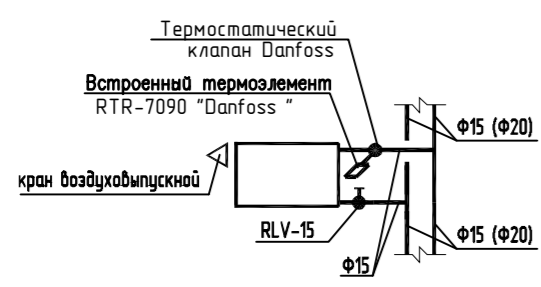 Термостатический
клапан Danfoss
Встроенный термоэлемент
RTR-7090 "Danfoss "
Ф15 (Ф20)
кран воздуховыпускной
RLV-15
Ф15 (Ф20)
Ф15